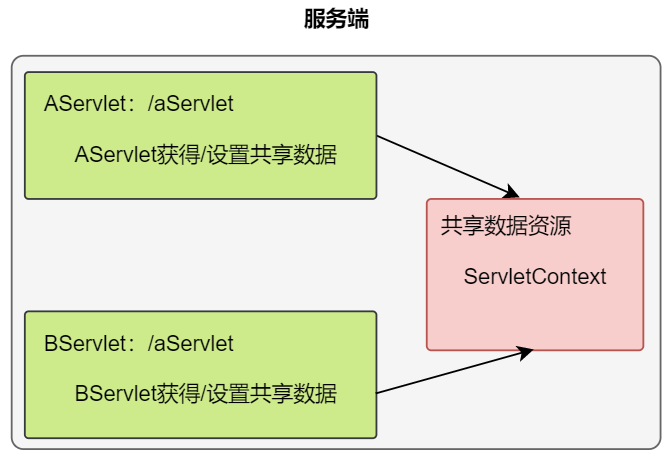 服务端
AServlet：/aServlet
AServlet获得/设置共享数据
共享数据资源
ServletContext
BServlet：/aServlet
BServlet获得/设置共享数据